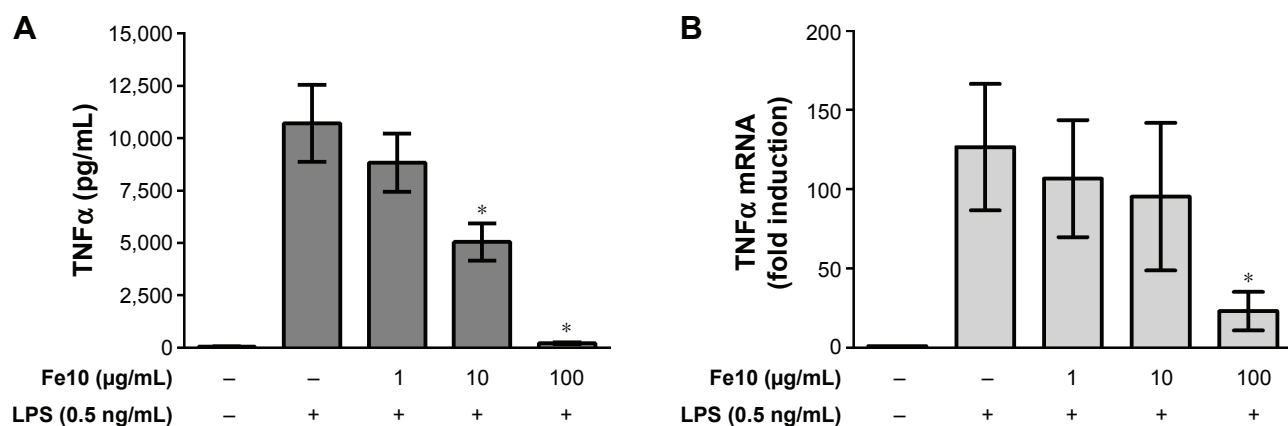 A
15,000
12,500
10,000
7,500
5,000
2,500
0
TNFα (pg/mL)
*
*
Fe10 (µg/mL) – – 1 10 100
LPS (0.5 ng/mL) – + + + +
B
200
150
100
50
0
TNFα mRNA
(fold induction)
*
Fe10 (µg/mL) – – 1 10 100
LPS (0.5 ng/mL) – + + + +